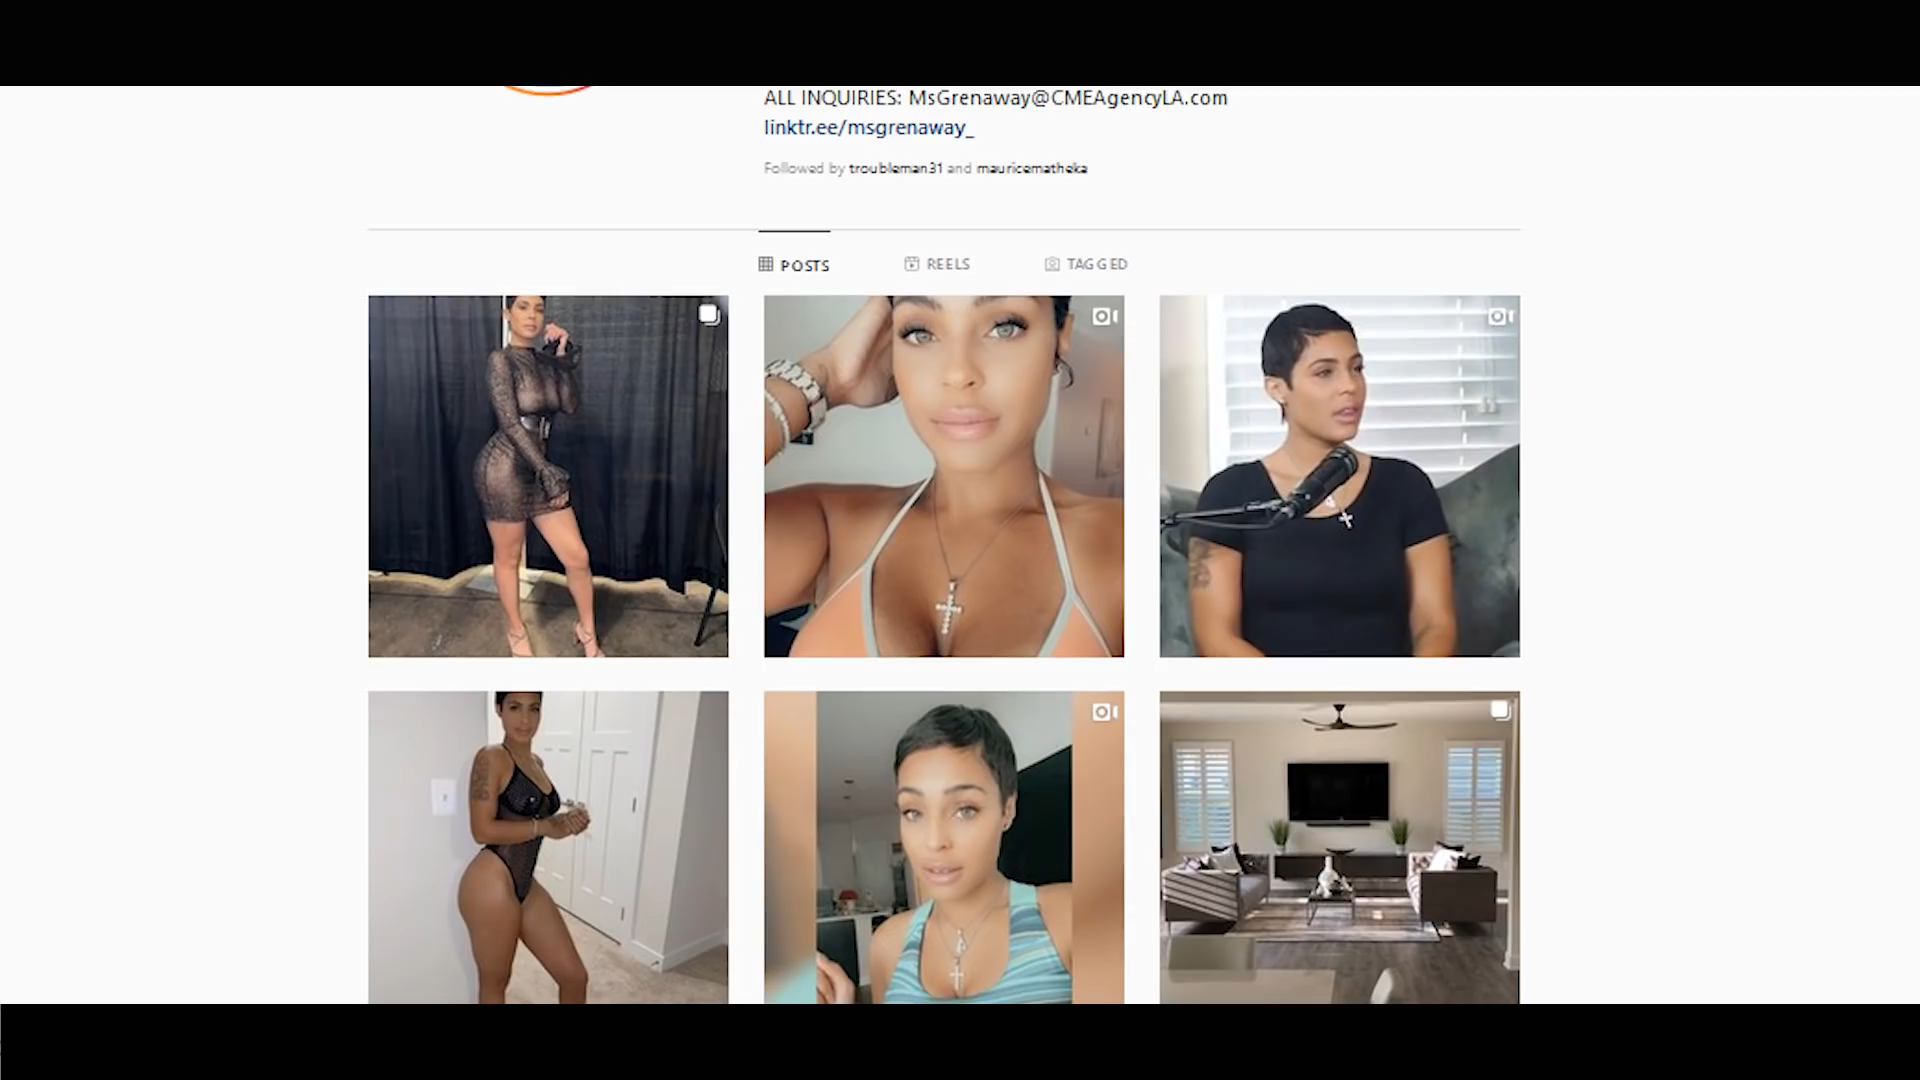 ALL INQUIRIES: MsGrenaway@CMEAgencyLA.com
linktr.ee/msgrenaway_
Followed by troubleman31 and mauricematheka
POSTS REELS TAGGED